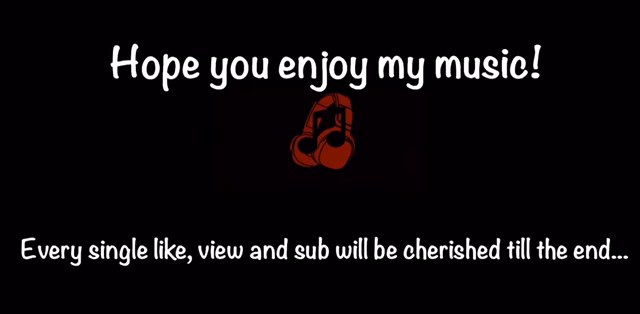 Hope you enjoy my music!
Every single like, view and sub will be cherished till the end...